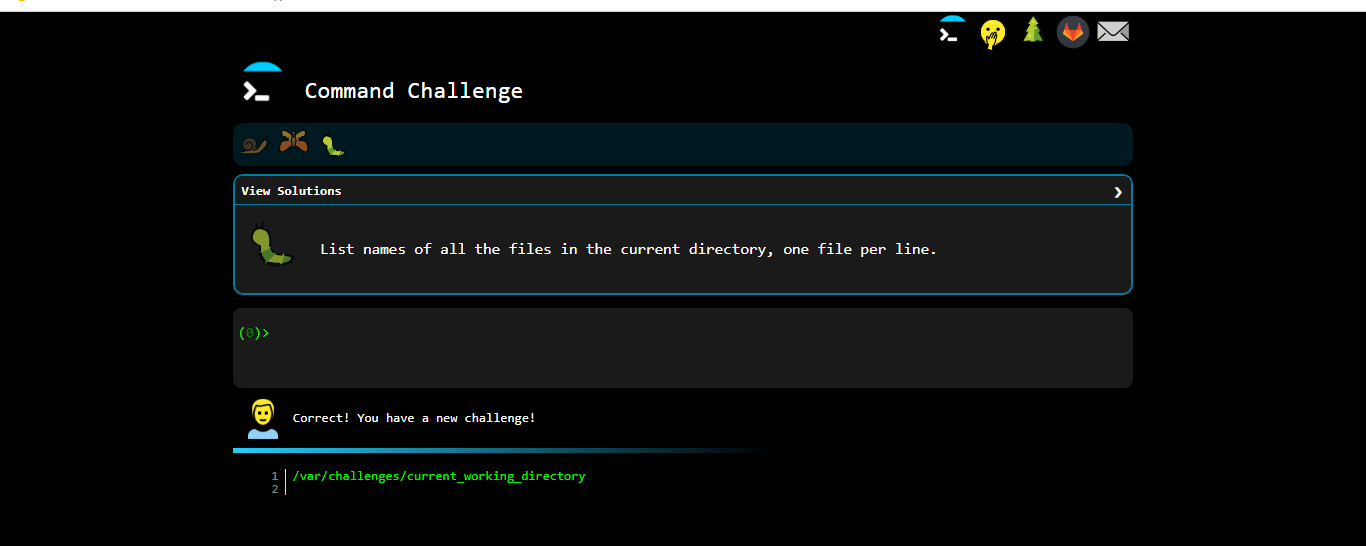 Command Challenge
View Solutions
List names of all the files in the current directory, one file per line.
(0)>
Correct! You have a new challenge!
1 /var/challenges/current_working_directory
2